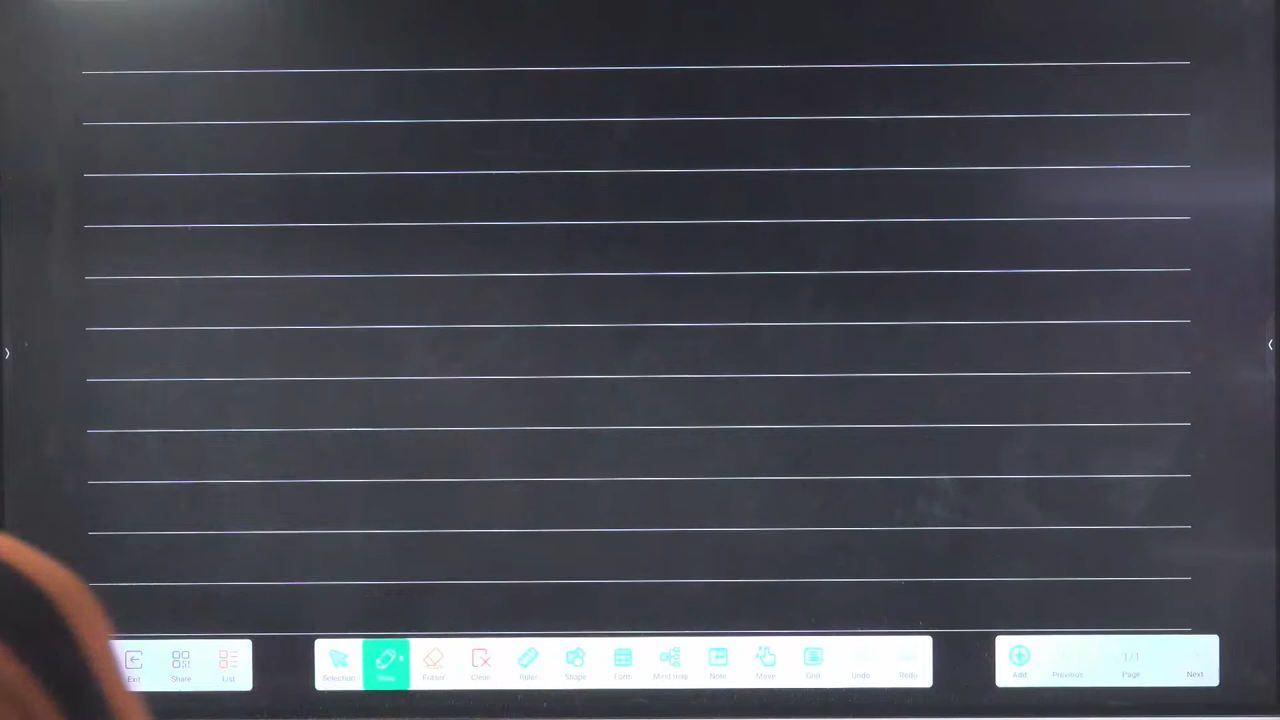 Exit Share List Selection Eraser Clean Ruler Shape Form Mind map Note Move Grid Undo Redo Add Previous 1/1 Page Next